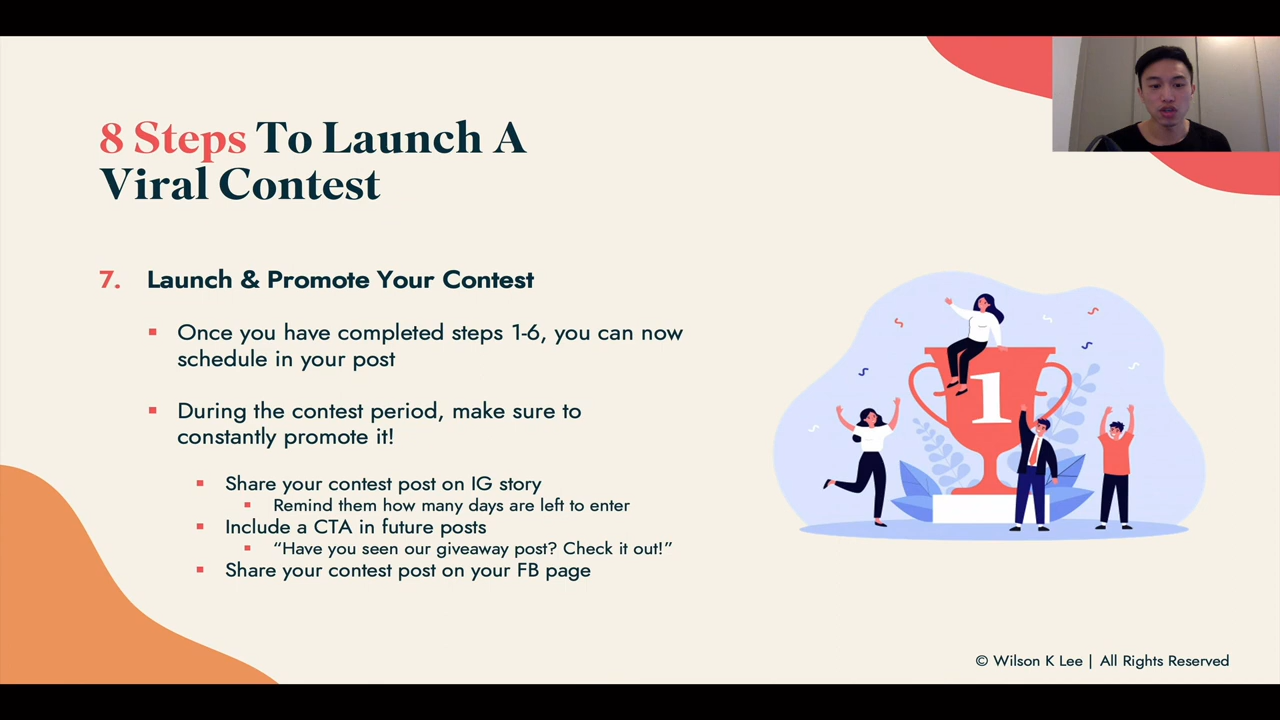 8 Steps To Launch A
Viral Contest
7. Launch & Promote Your Contest
Once you have completed steps 1-6, you can now
schedule in your post
During the contest period, make sure to
constantly promote it!
Share your contest post on IG story
Remind them how many days are left to enter
Include a CTA in future posts
“Have you seen our giveaway post? Check it out!”
Share your contest post on your FB page
1
© Wilson K Lee | All Rights Reserved